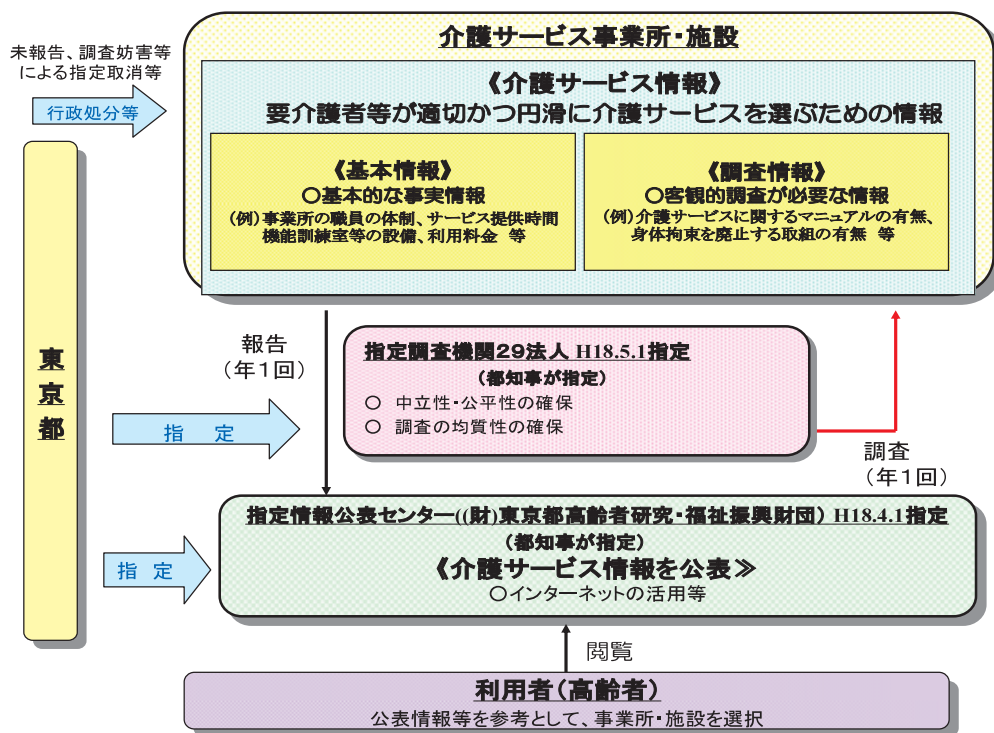 介護サービス事業所・施設
未報告、調査妨害等
による指定取消等
行政処分等
《介護サービス情報》
要介護者等が適切かつ円滑に介護サービスを選ぶための情報
《基本情報》
○基本的な事実情報
(例)事業所の職員の体制、サービス提供時間
機能訓練室等の設備、利用料金 等
《調査情報》
○客観的調査が必要な情報
(例)介護サービスに関するマニュアルの有無、
身体拘束を廃止する取組の有無 等
東京都
報告
(年1回)
指定調査機関29法人 H18.5.1指定
(都知事が指定)
○ 中立性・公平性の確保
○ 調査の均質性の確保
指 定
調査
(年1回)
指定情報公表センター((財)東京都高齢者研究・福祉振興財団) H18.4.1指定
(都知事が指定)
《介護サービス情報を公表≫
○インターネットの活用等
指 定
閲覧
利用者(高齢者)
公表情報等を参考として、事業所・施設を選択